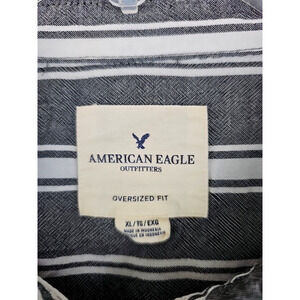 AMERICAN EAGLE
OUTFITTERS
OVERSIZED FIT
XL/TG/EXG
MADE IN INDONESIA